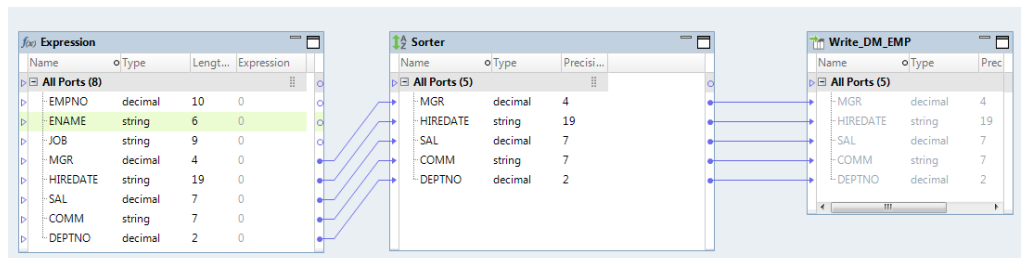 f(x) Expression
Name Type Lengt... Expression
All Ports (8)
EMPNO decimal 10 0
ENAME string 6 0
JOB string 9 0
MGR decimal 4 0
HIREDATE string 19 0
SAL decimal 7 0
COMM string 7 0
DEPTNO decimal 2 0
A Z Sorter
Name Type Precisi...
All Ports (5)
MGR decimal 4
HIREDATE string 19
SAL decimal 7
COMM string 7
DEPTNO decimal 2
Write_DM_EMP
Name Type Prec
All Ports (5)
MGR decimal 4
HIREDATE string 19
SAL decimal 7
COMM string 7
DEPTNO decimal 2